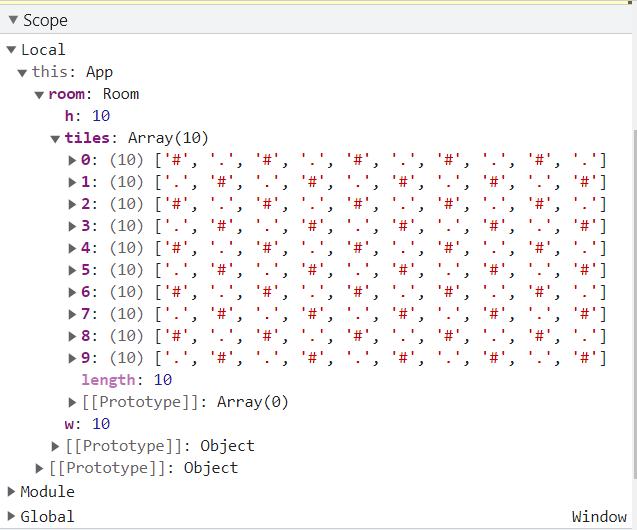 Scope
Local
this: App
room: Room
h: 10
tiles: Array(10)
0: (10) ['#', '.', '#', '.', '#', '.', '#', '.', '#', '.']
1: (10) ['.', '#', '.', '#', '.', '#', '.', '#', '.', '#']
2: (10) ['#', '.', '#', '.', '#', '.', '#', '.', '#', '.']
3: (10) ['.', '#', '.', '#', '.', '#', '.', '#', '.', '#']
4: (10) ['#', '.', '#', '.', '#', '.', '#', '.', '#', '.']
5: (10) ['.', '#', '.', '#', '.', '#', '.', '#', '.', '#']
6: (10) ['#', '.', '#', '.', '#', '.', '#', '.', '#', '.']
7: (10) ['.', '#', '.', '#', '.', '#', '.', '#', '.', '#']
8: (10) ['#', '.', '#', '.', '#', '.', '#', '.', '#', '.']
9: (10) ['.', '#', '.', '#', '.', '#', '.', '#', '.', '#']
length: 10
[[Prototype]]: Array(0)
w: 10
[[Prototype]]: Object
[[Prototype]]: Object
Module
Global Window